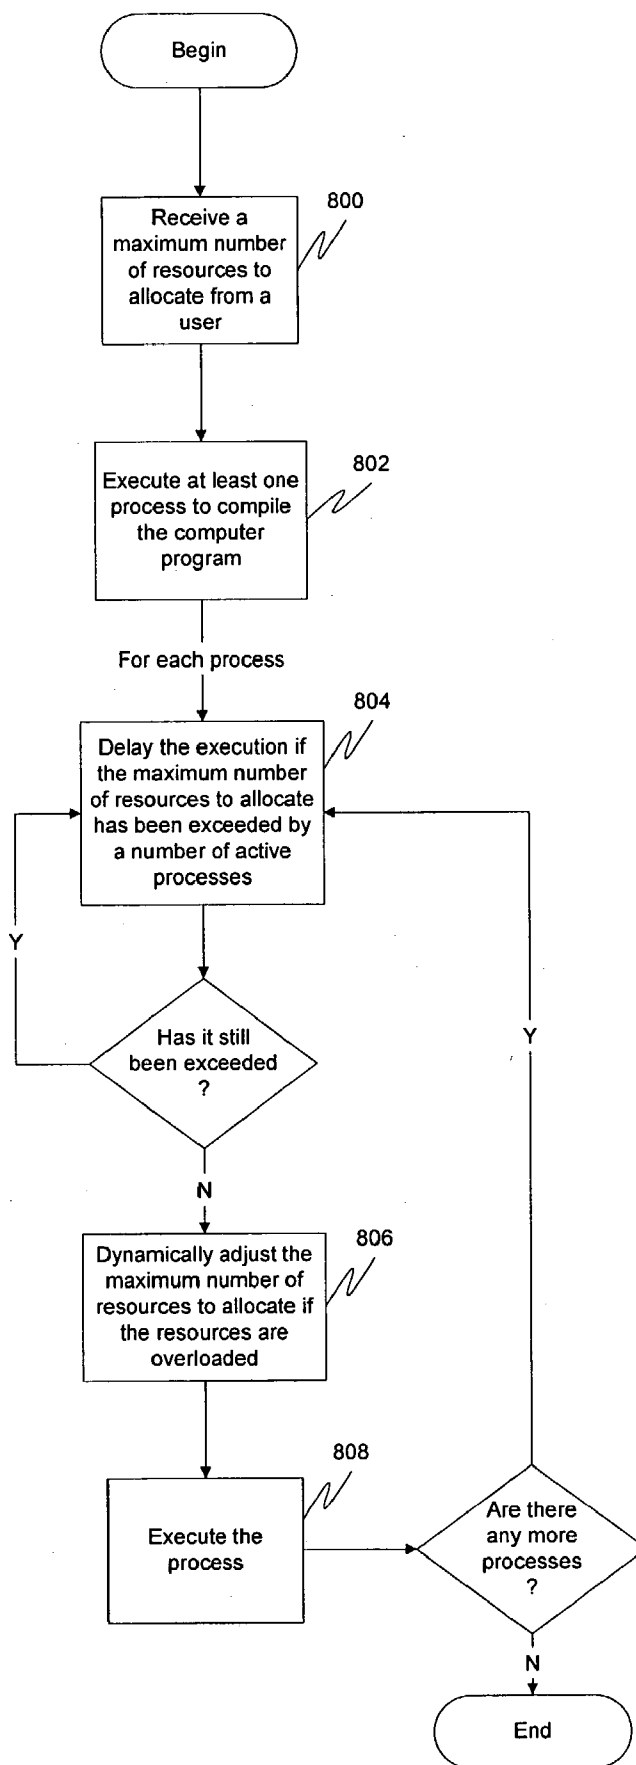 Begin
800
Receive a
maximum number
of resources to
allocate from a
user
802
Execute at least one
process to compile
the computer
program
For each process
804
Delay the execution if
the maximum number
of resources to allocate
has been exceeded by
a number of active
processes
Y
Has it still
been exceeded
?
Y
N
806
Dynamically adjust the
maximum number of
resources to allocate if
the resources are
overloaded
808
Execute the
process
Are there
any more
processes
?
N
End